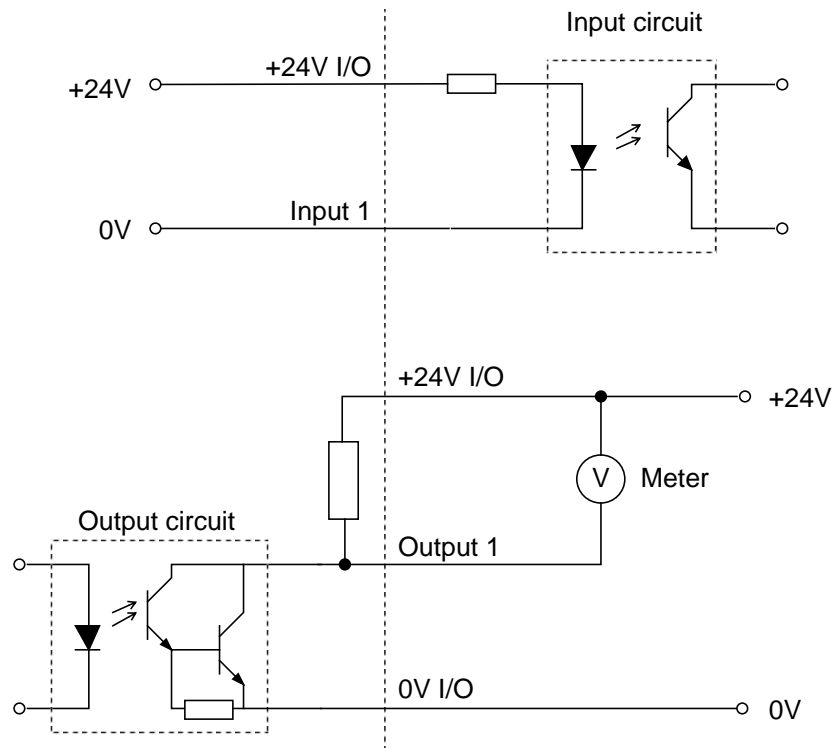 Input circuit
+24V I/O
+24V
Input 1
0V
+24V I/O
+24V
V
Meter
Output circuit
Output 1
0V I/O
0V